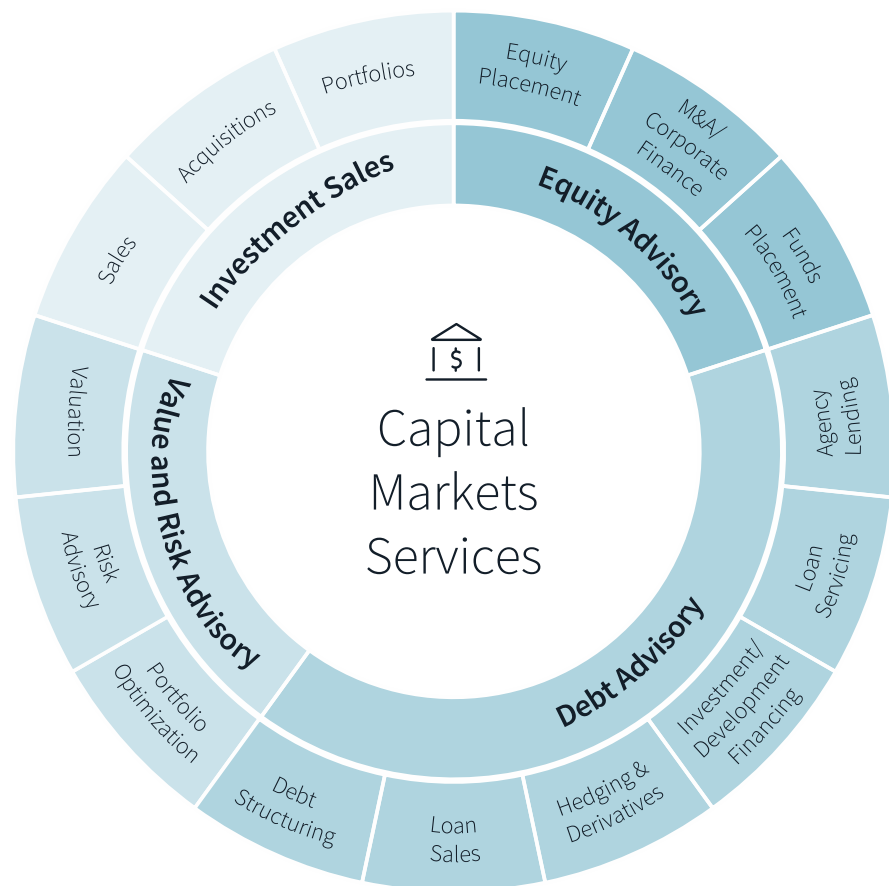 Capital
Markets
Services
$
Equity Advisory
Equity
Placement
M&A/
Corporate
Finance
Funds
Placement
Debt Advisory
Agency
Lending
Loan
Servicing
Investment/
Development
Financing
Hedging &
Derivatives
Loan
Sales
Debt
Structuring
Value and Risk Advisory
Portfolio
Optimization
Risk
Advisory
Valuation
Investment Sales
Sales
Acquisitions
Portfolios